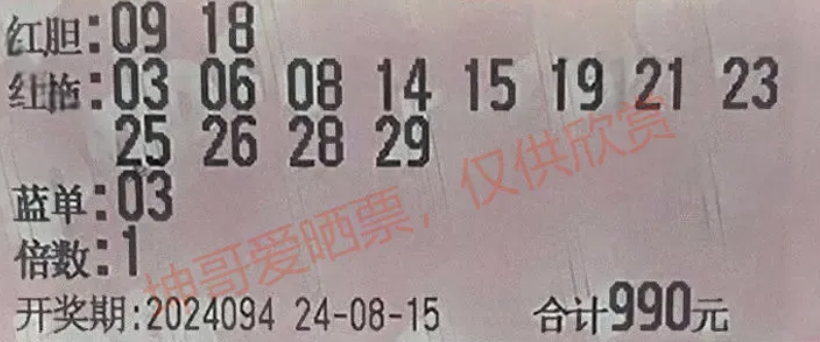 红胆:09 18
红拖:03 06 08 14 15 19 21 23
25 26 28 29
蓝单:03
倍数:1
坤哥爱晒票，仅供欣赏
开奖期:2024094 24-08-15 合计990元